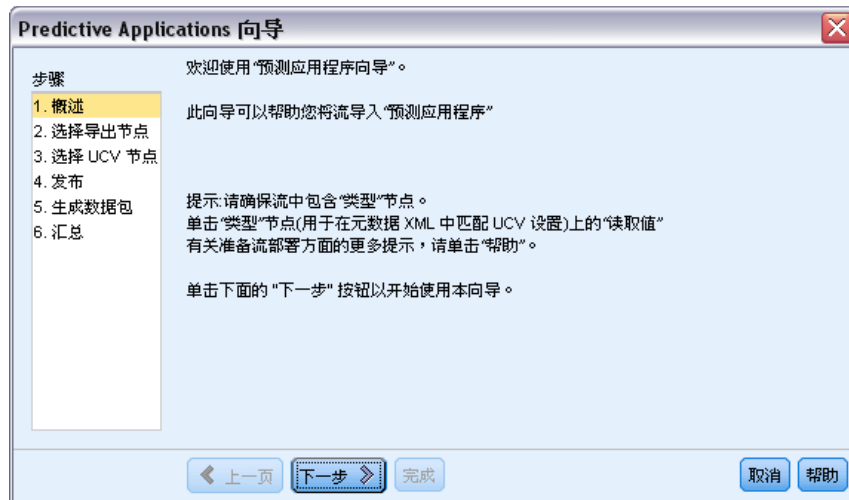 Predictive Applications 向导
步骤
1. 概述
2. 选择导出节点
3. 选择 UCV 节点
4. 发布
5. 生成数据包
6. 汇总
欢迎使用“预测应用程序向导”。
此向导可以帮助您将流导入“预测应用程序”
提示:请确保流中包含“类型”节点。
单击“类型”节点(用于在元数据 XML 中匹配 UCV 设置)上的“读取值”
有关准备流部署方面的更多提示，请单击“帮助”。
单击下面的 "下一步" 按钮以开始使用本向导。
上一页
下一步
完成
取消
帮助